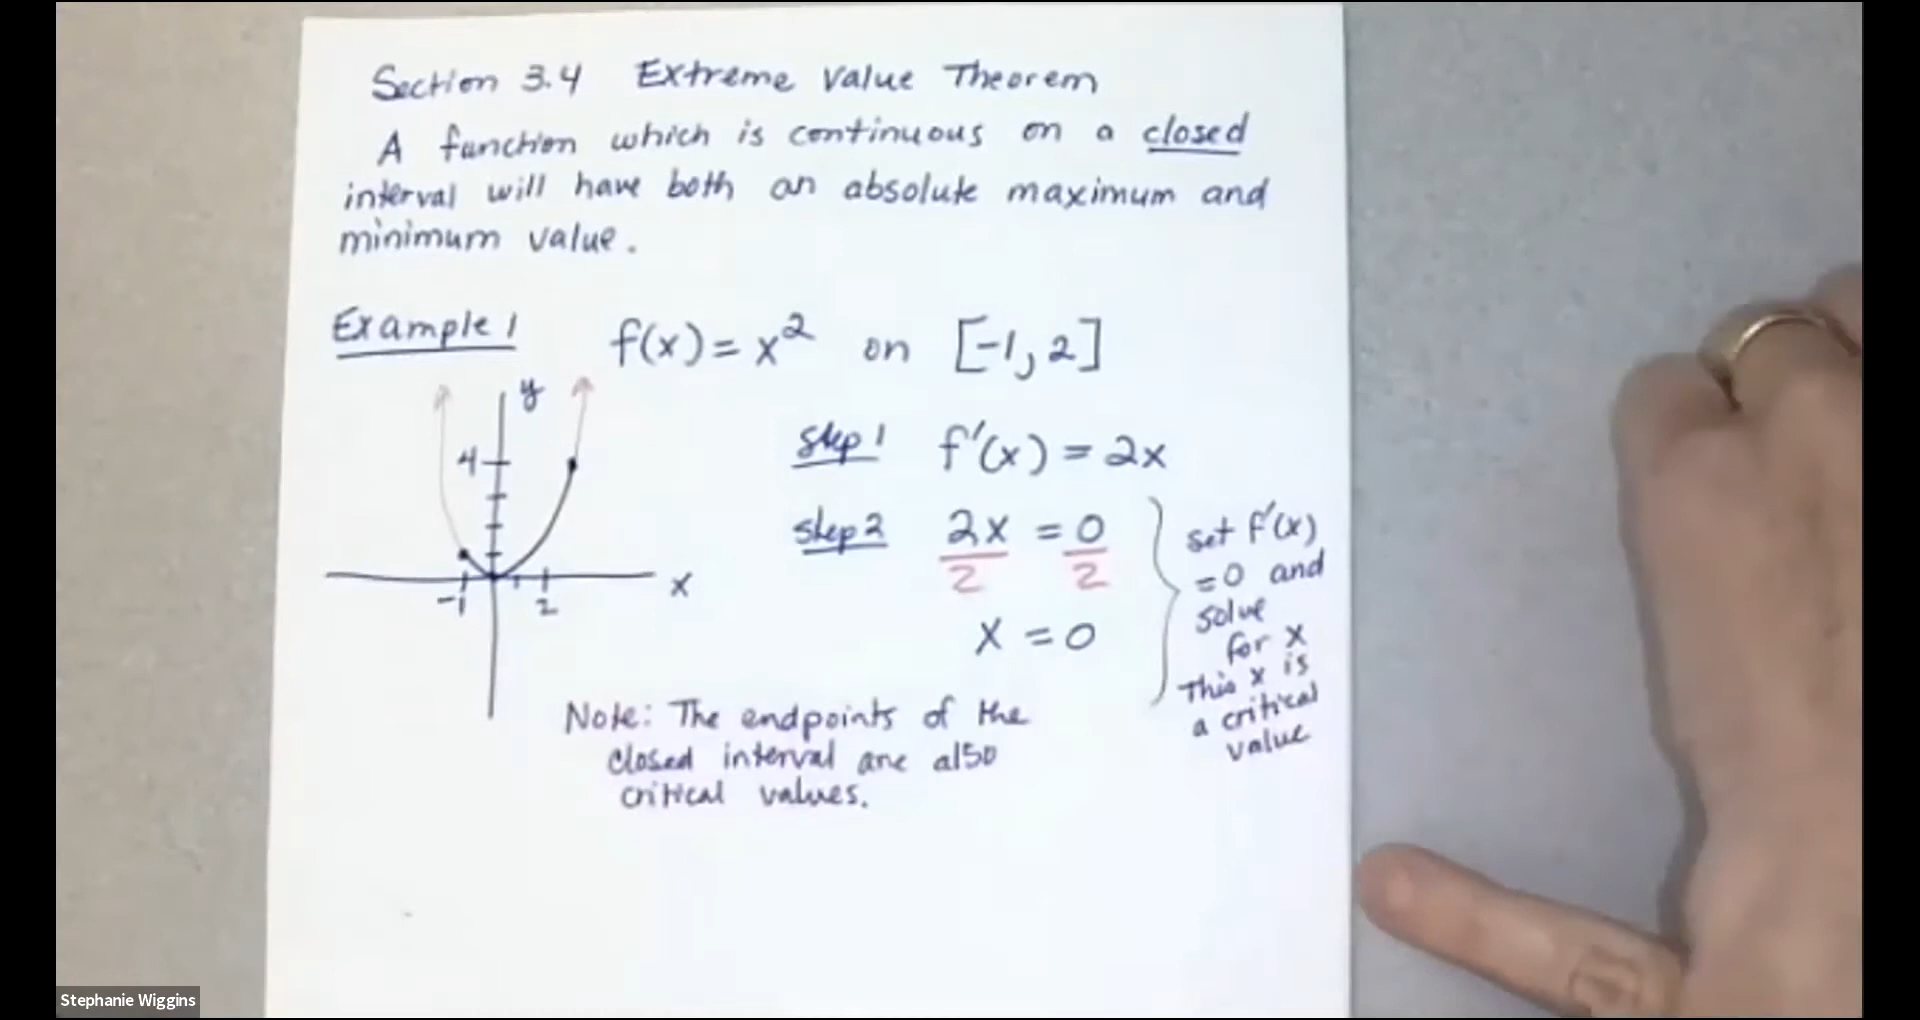 Section 3.4 Extreme Value Theorem
A function which is continuous on a closed
interval will have both an absolute maximum and
minimum value.
Example 1 f(x) = x² on [-1, 2]
y
4
-1 2 x
step 1 f'(x) = 2x
step 2 2x = 0
2 2
x = 0
set f'(x)
= 0 and
solve
for x
This x is
a critical
value
Note: The endpoints of the
closed interval are also
critical values.
Stephanie Wiggins